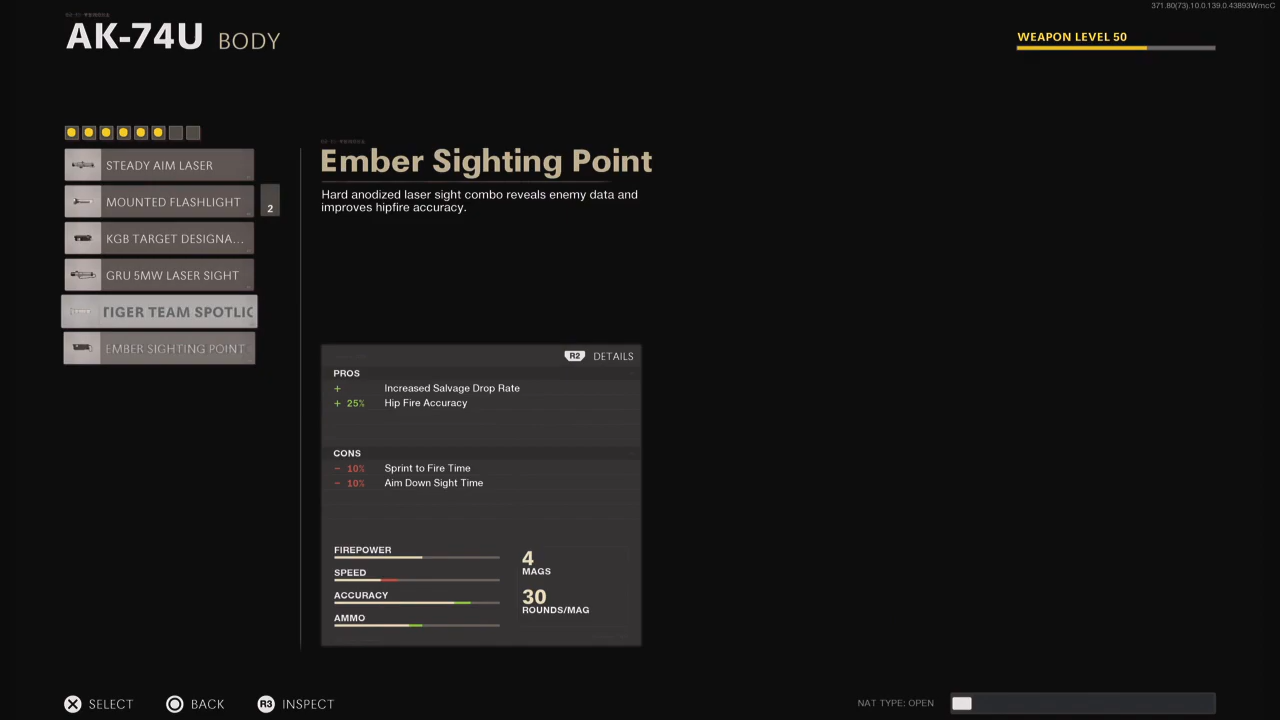 371.80(73).10.0.139.0.43893WmcC
AK-74U BODY
WEAPON LEVEL 50
STEADY AIM LASER
MOUNTED FLASHLIGHT
2
KGB TARGET DESIGNA...
GRU 5MW LASER SIGHT
TIGER TEAM SPOTLIG
EMBER SIGHTING POINT
Ember Sighting Point
Hard anodized laser sight combo reveals enemy data and
improves hipfire accuracy.
R2 DETAILS
PROS
+ Increased Salvage Drop Rate
+ 25% Hip Fire Accuracy
CONS
− 10% Sprint to Fire Time
− 10% Aim Down Sight Time
FIREPOWER
SPEED
ACCURACY
AMMO
4
MAGS
30
ROUNDS/MAG
SELECT
BACK
R3 INSPECT
NAT TYPE: OPEN